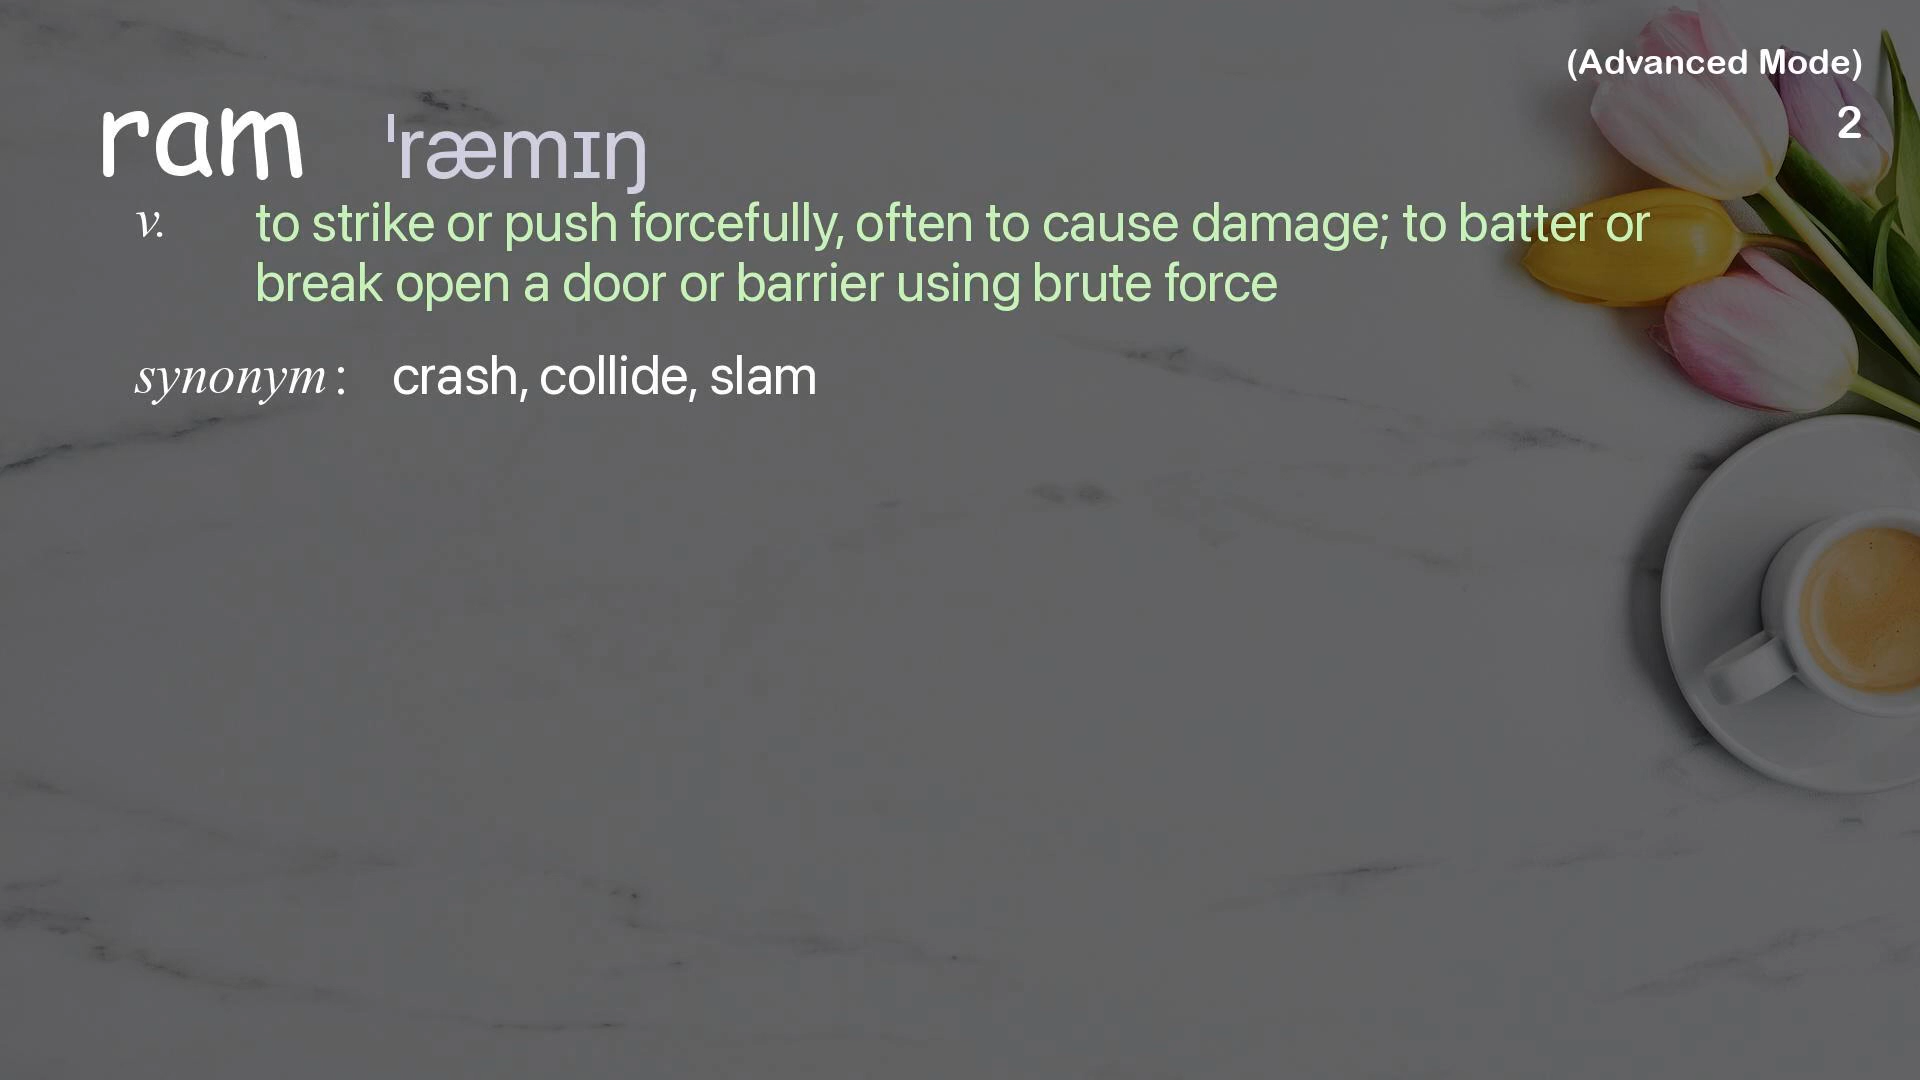 (Advanced Mode)
2
ram ˈræmɪŋ
v. to strike or push forcefully, often to cause damage; to batter or
break open a door or barrier using brute force
synonym : crash, collide, slam